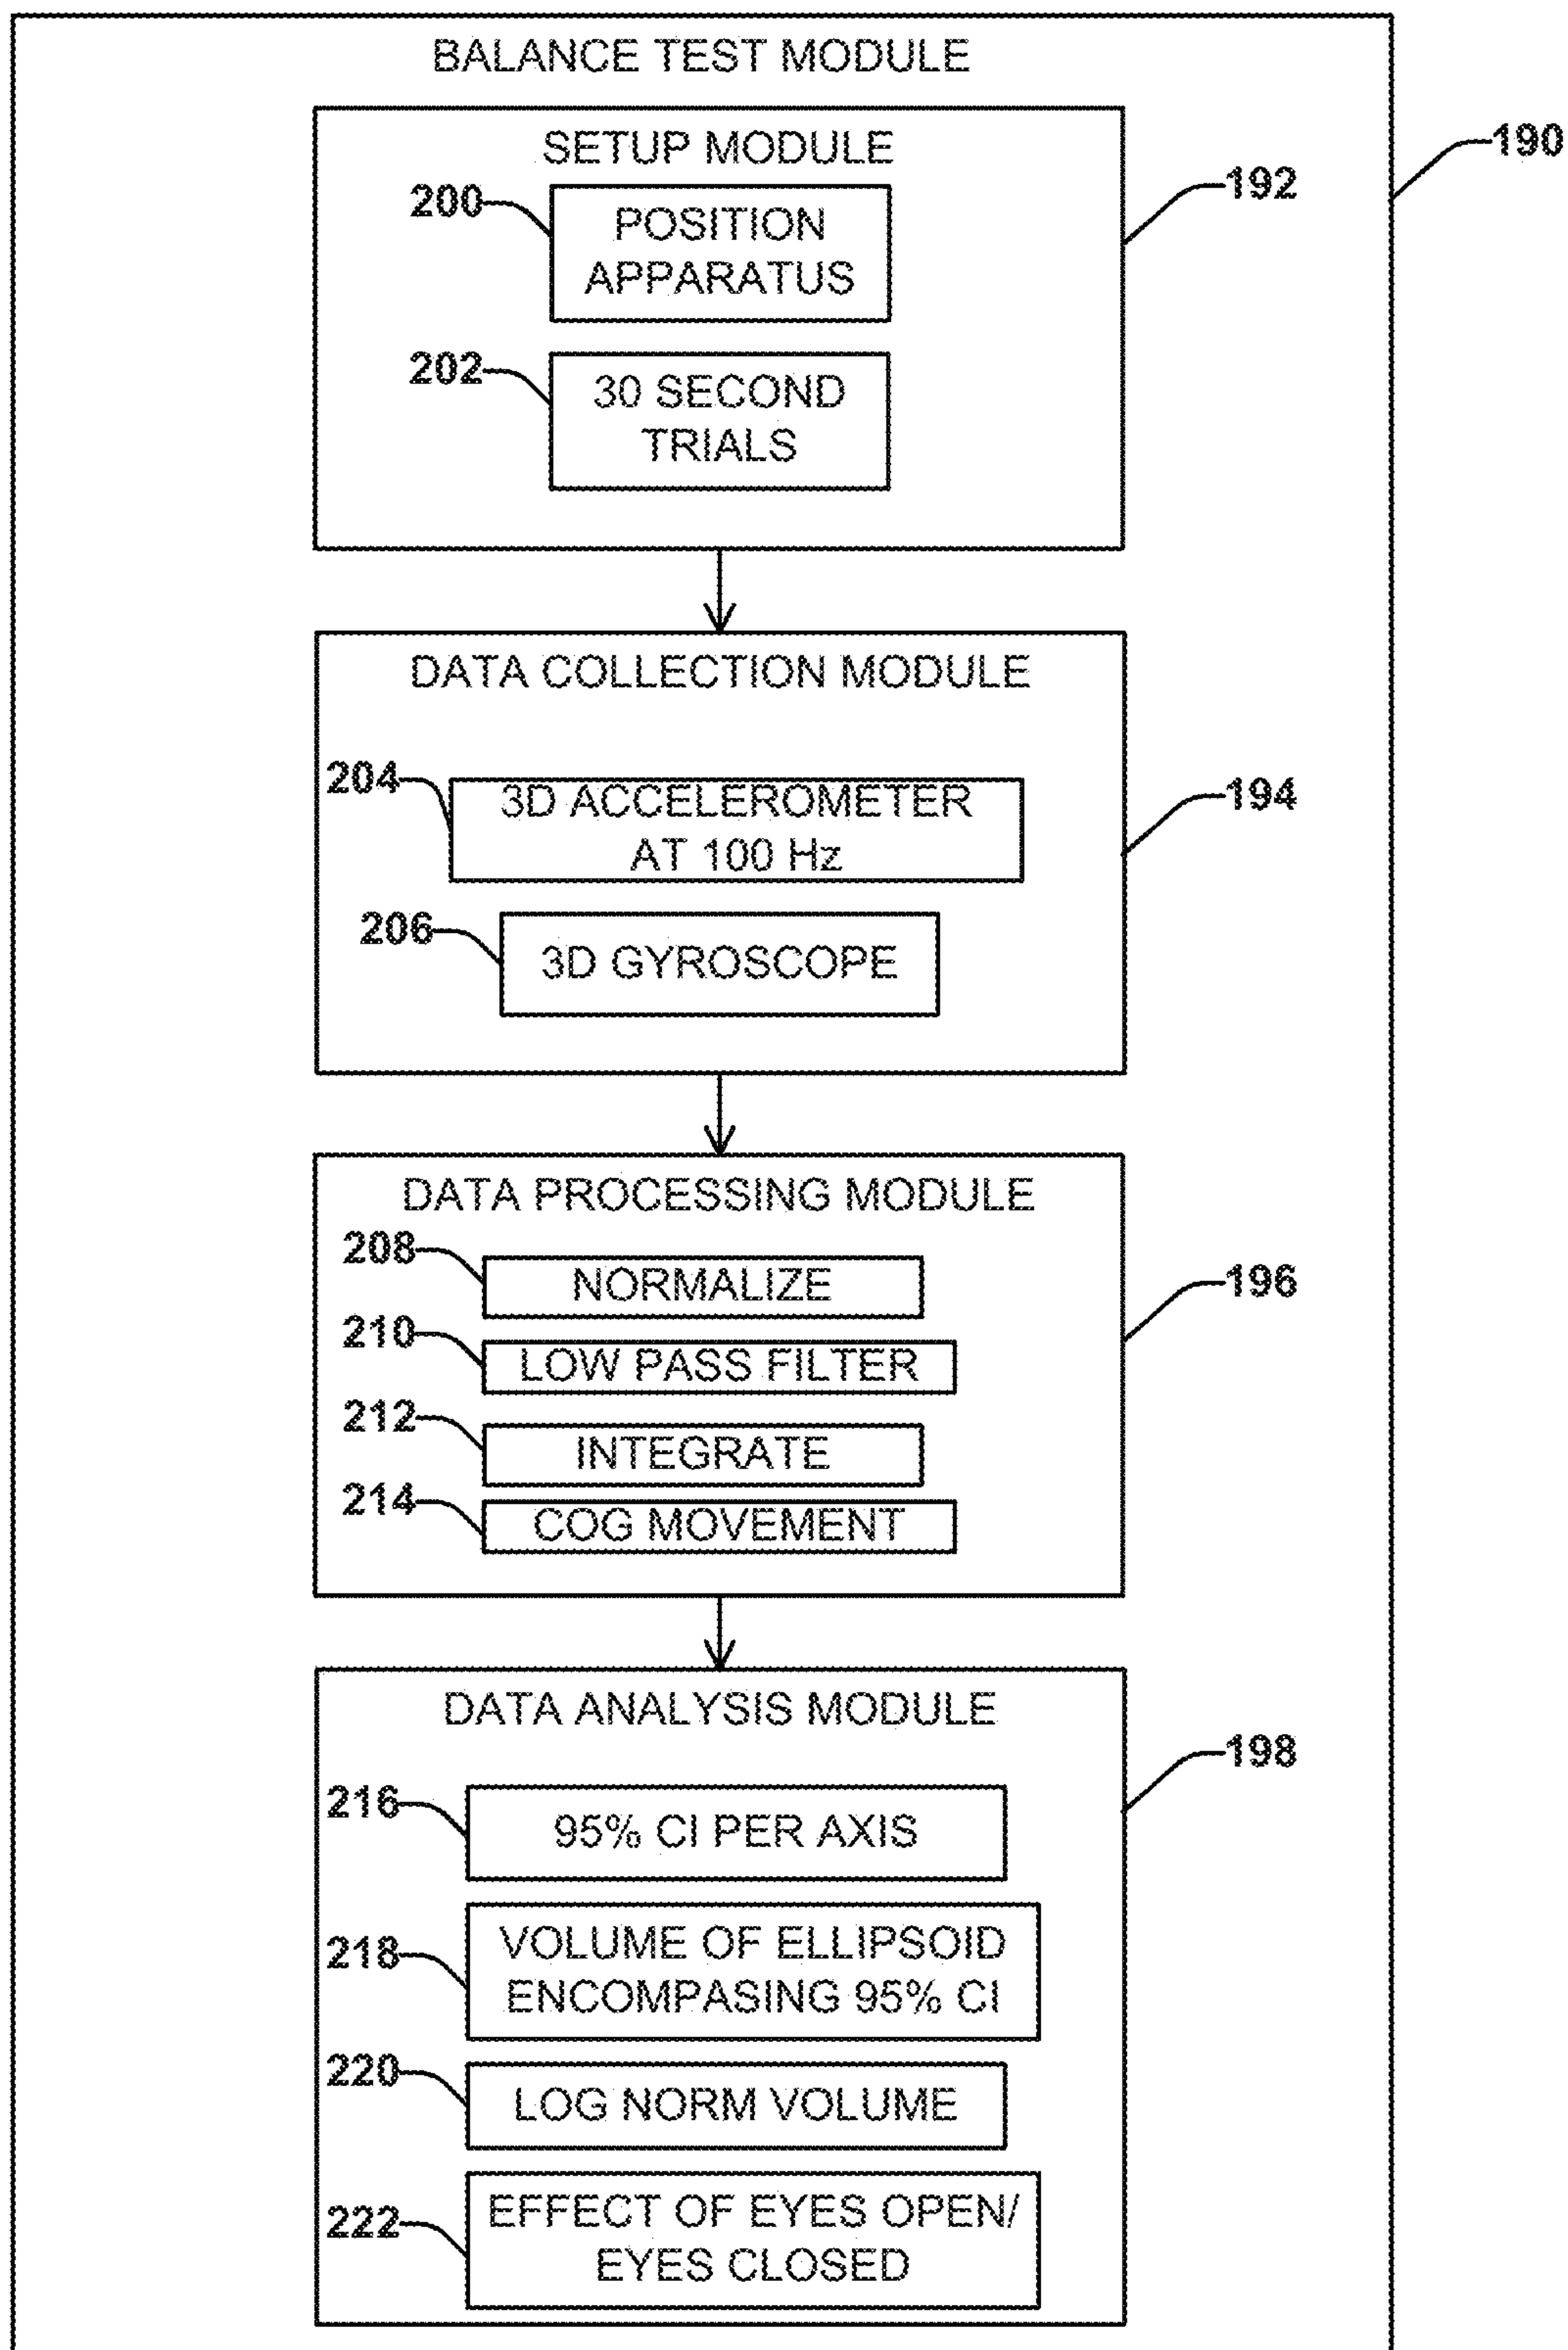 BALANCE TEST MODULE
SETUP MODULE
190
192
200
POSITION
APPARATUS
202
30 SECOND
TRIALS
DATA COLLECTION MODULE
204
3D ACCELEROMETER
AT 100 Hz
194
206
3D GYROSCOPE
DATA PROCESSING MODULE
208
NORMALIZE
196
210
LOW PASS FILTER
212
INTEGRATE
214
COG MOVEMENT
DATA ANALYSIS MODULE
198
216
95% CI PER AXIS
218
VOLUME OF ELLIPSOID
ENCOMPASING 95% CI
220
LOG NORM VOLUME
222
EFFECT OF EYES OPEN/
EYES CLOSED